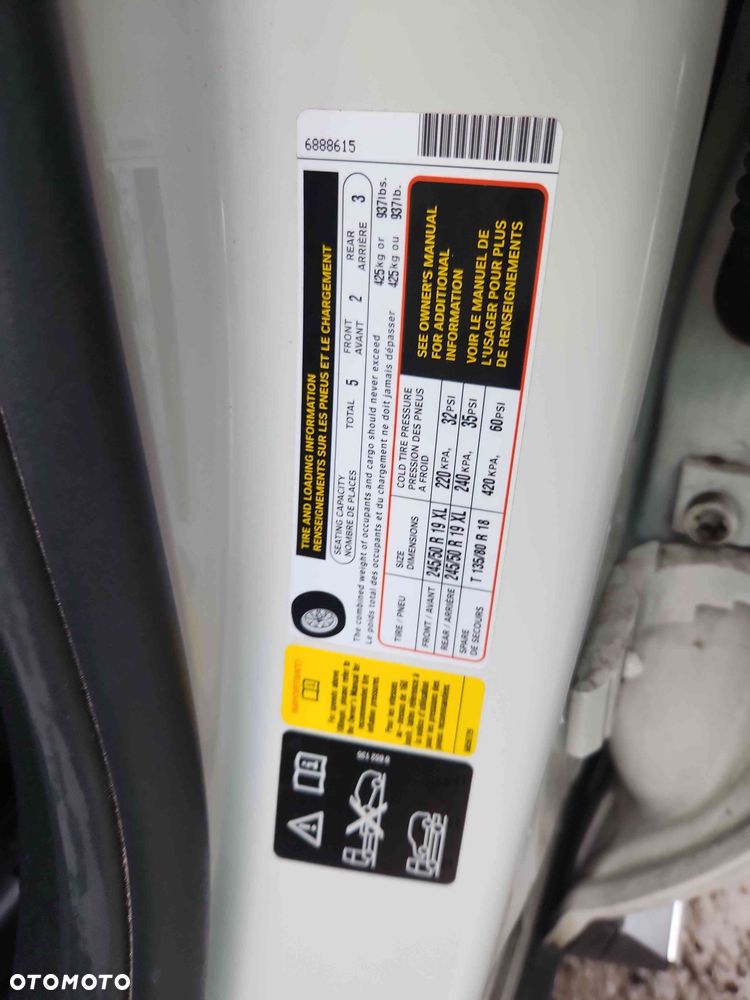 6888615
TIRE AND LOADING INFORMATION
RENSEIGNEMENTS SUR LES PNEUS ET LE CHARGEMENT
SEATING CAPACITY
NOMBRE DE PLACES
TOTAL 5
FRONT
AVANT 2
REAR
ARRIÈRE 3
The combined weight of occupants and cargo should never exceed 425kg or 937lbs.
Le poids total des occupants et du chargement ne doit jamais dépasser 425kg ou 937lb.
TIRE / PNEU
SIZE
DIMENSIONS
COLD TIRE PRESSURE
PRESSION DES PNEUS
A FROID
FRONT / AVANT 245/50 R 19 XL 220 KPA, 32PSI
REAR / ARRIÈRE 245/50 R 19 XL 240 KPA, 35PSI
SPARE
DE SECOURS
T 135/80 R 18 420 KPA, 60PSI
SEE OWNER'S MANUAL
FOR ADDITIONAL
INFORMATION
VOIR LE MANUEL DE
L'USAGER POUR PLUS
DE RENSEIGNEMENTS
OTOMOTO